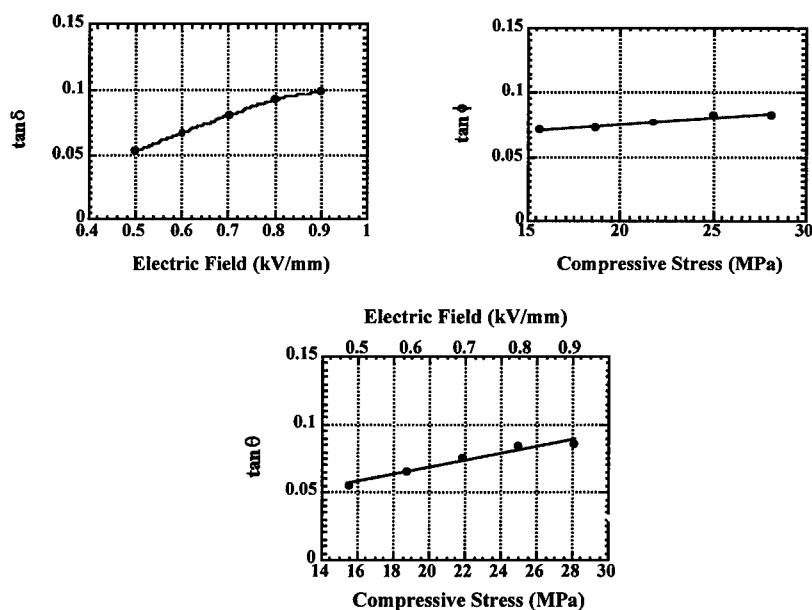 0.15
0.1
0.05
0
tan δ
0.4 0.5 0.6 0.7 0.8 0.9 1
Electric Field (kV/mm)
0.15
0.1
0.05
0
tan ϕ
15 20 25 30
Compressive Stress (MPa)
Electric Field (kV/mm)
0.5 0.6 0.7 0.8 0.9
0.15
0.1
0.05
0
tan θ
14 16 18 20 22 24 26 28 30
Compressive Stress (MPa)